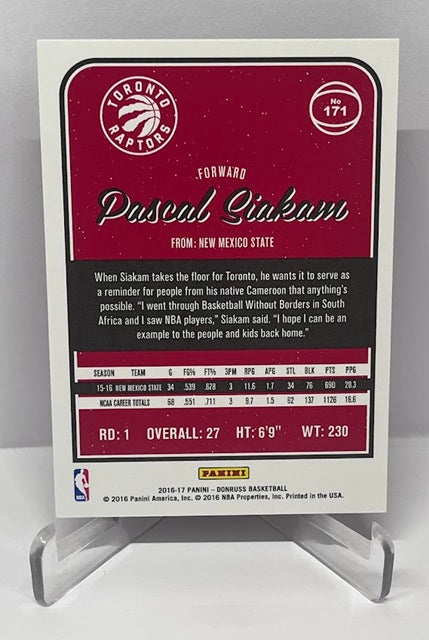 TORONTO
RAPTORS
No
171
FORWARD
Pascal Siakam
FROM: NEW MEXICO STATE
When Siakam takes the floor for Toronto, he wants it to serve as
a reminder for people from his native Cameroon that anything's
possible. "I went through Basketball Without Borders in South
Africa and I saw NBA players," Siakam said. "I hope I can be an
example to the people and kids back home."
SEASON TEAM G FG% FT% 3PM RPG APG STL BLK PTS PPG
15-16 NEW MEXICO STATE 34 .539 .678 3 11.6 1.7 34 76 690 20.3
NCAA CAREER TOTALS 68 .551 .711 3 9.7 1.5 62 137 1126 16.6
RD: 1 OVERALL: 27 HT: 6'9" WT: 230
PANINI
NBA
2016-17 PANINI – DONRUSS BASKETBALL
© 2016 Panini America, Inc. © 2016 NBA Properties, Inc. Printed in the USA.